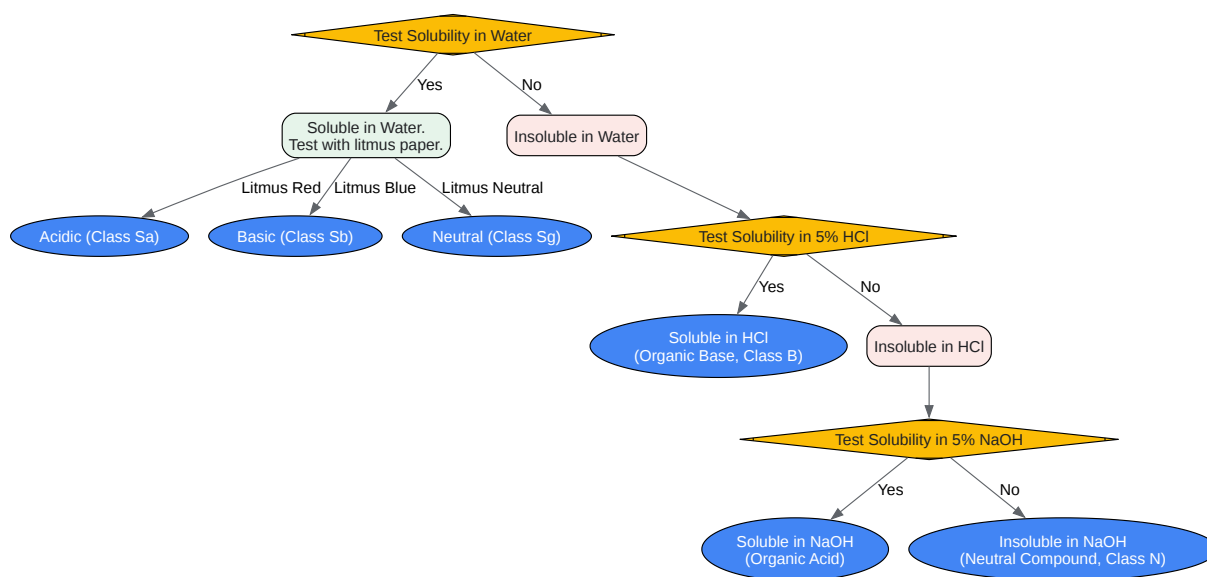 Test Solubility in Water
Yes
No
Soluble in Water.
Test with litmus paper.
Insoluble in Water
Litmus Red
Litmus Blue
Litmus Neutral
Acidic (Class Sa)
Basic (Class Sb)
Neutral (Class Sg)
Test Solubility in 5% HCl
Yes
No
Soluble in HCl
(Organic Base, Class B)
Insoluble in HCl
Test Solubility in 5% NaOH
Yes
No
Soluble in NaOH
(Organic Acid)
Insoluble in NaOH
(Neutral Compound, Class N)